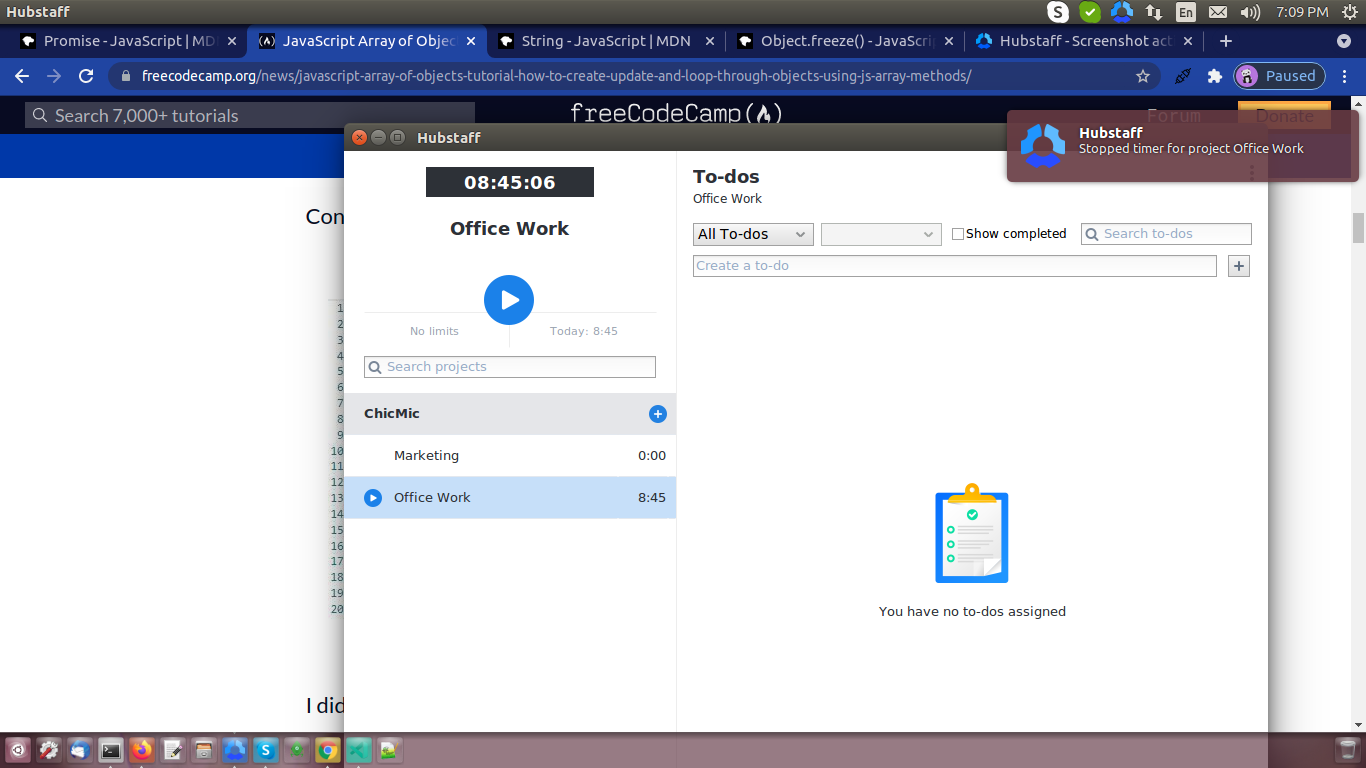 Hubstaff
En
7:09 PM
Promise - JavaScript | MD
JavaScript Array of Objec
String - JavaScript | MDN
Object.freeze() - JavaScri
Hubstaff - Screenshot act
freecodecamp.org/news/javascript-array-of-objects-tutorial-how-to-create-update-and-loop-through-objects-using-js-array-methods/
Paused
Search 7,000+ tutorials
freeCodeCamp
Forum
Donate
Hubstaff
Hubstaff
Stopped timer for project Office Work
08:45:06
Office Work
No limits
Today: 8:45
Search projects
ChicMic
Marketing
0:00
Office Work
8:45
To-dos
Office Work
All To-dos
Show completed
Search to-dos
Create a to-do
You have no to-dos assigned
Con
1
2
3
4
5
6
7
8
9
10
11
12
13
14
15
16
17
18
19
20
I did